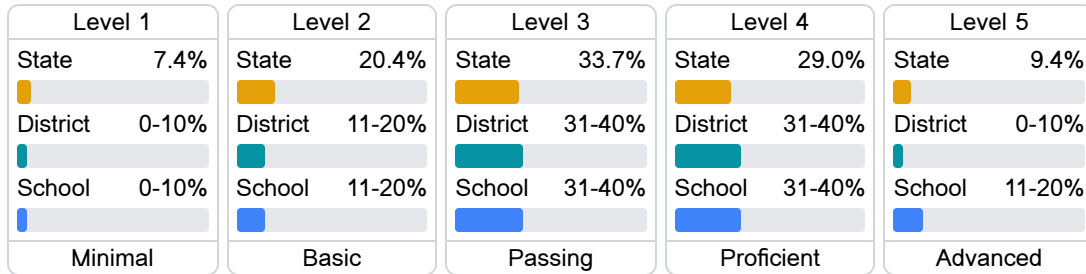 Level 1
State 7.4%
District 0-10%
School 0-10%
Minimal
Level 2
State 20.4%
District 11-20%
School 11-20%
Basic
Level 3
State 33.7%
District 31-40%
School 31-40%
Passing
Level 4
State 29.0%
District 31-40%
School 31-40%
Proficient
Level 5
State 9.4%
District 0-10%
School 11-20%
Advanced